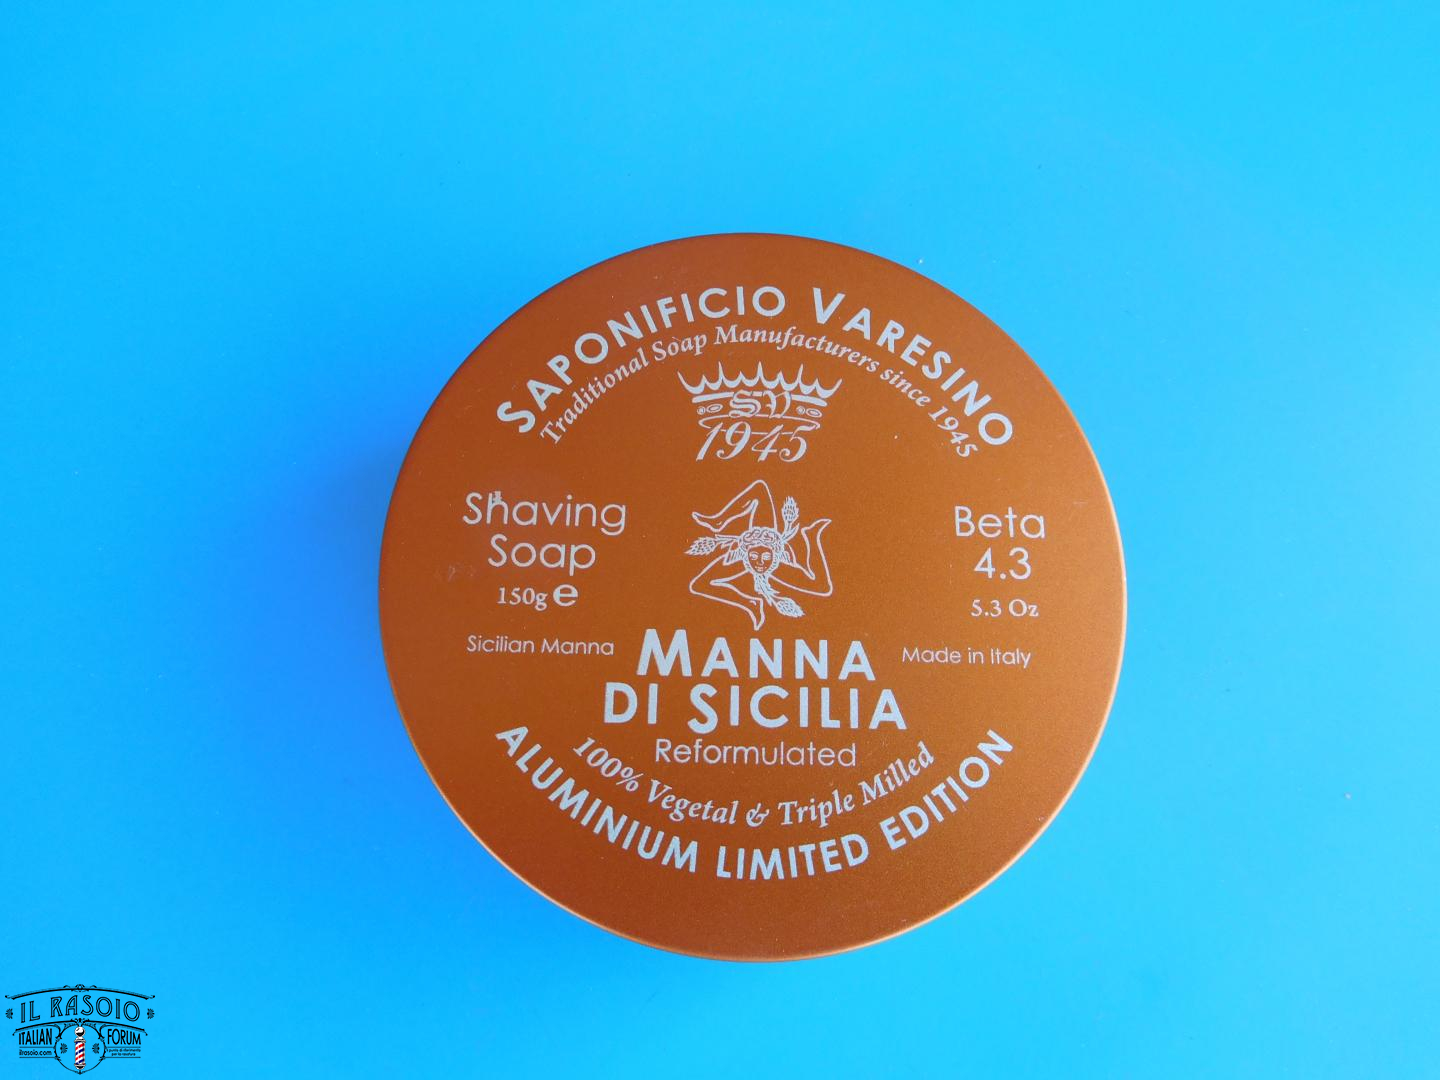 SAPONIFICIO VARESINO
Traditional Soap Manufacturers since 1945
SV
1945
Shaving
Soap
150g e
Sicilian Manna
Beta
4.3
5.3 Oz
Made in Italy
MANNA
DI SICILIA
Reformulated
100% Vegetal & Triple Milled
ALUMINIUM LIMITED EDITION
IL RASOIO
ITALIAN FORUM
ilrasoio.com